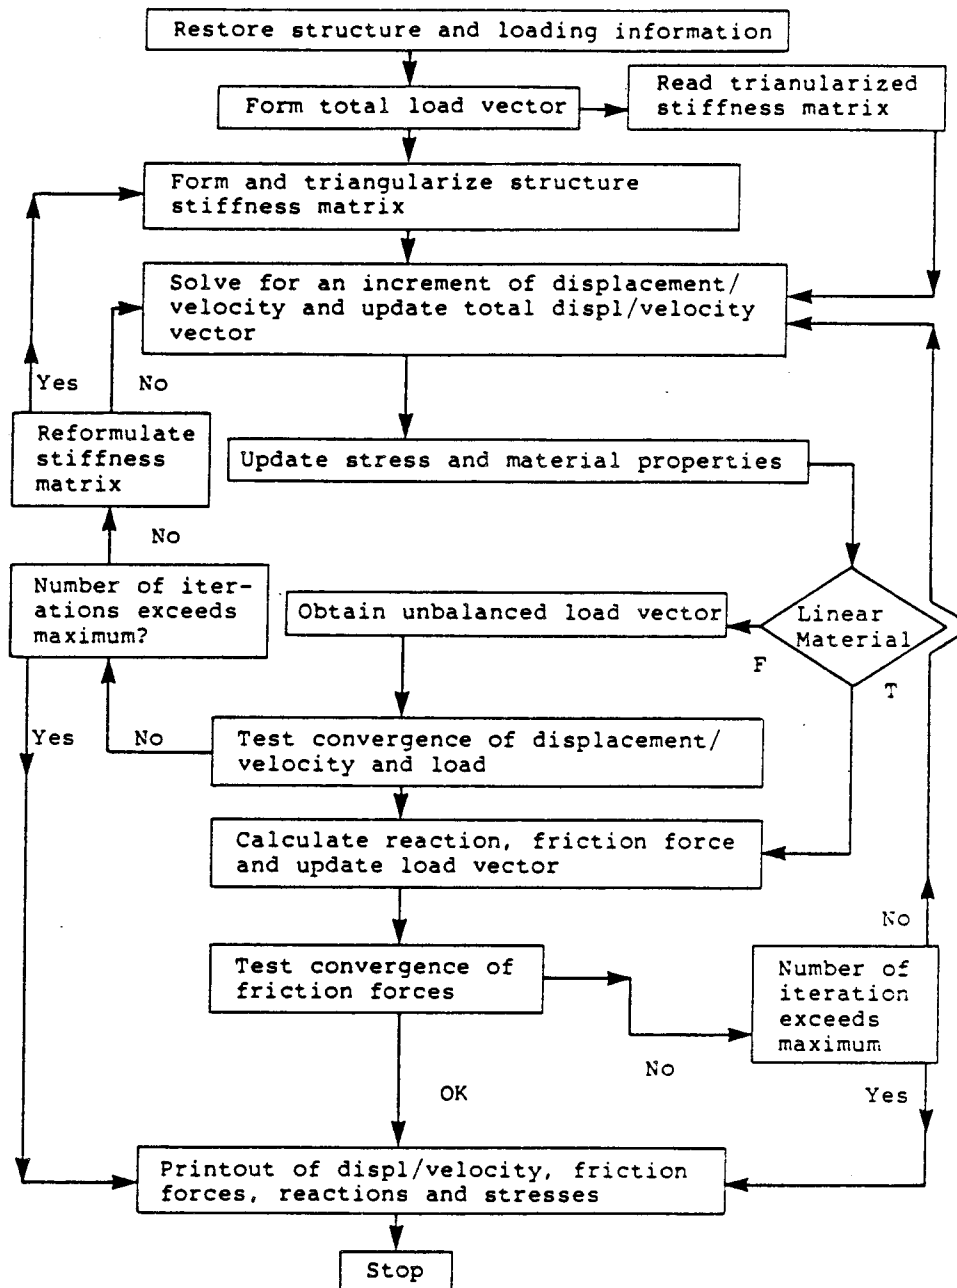 Restore structure and loading information
Form total load vector
Read trianularized
stiffness matrix
Form and triangularize structure
stiffness matrix
Solve for an increment of displacement/
velocity and update total displ/velocity
vector
Yes
No
Reformulate
stiffness
matrix
Update stress and material properties
No
Number of iter-
ations exceeds
maximum?
Obtain unbalanced load vector
Linear
Material
F
T
Yes
No
Test convergence of displacement/
velocity and load
Calculate reaction, friction force
and update load vector
No
Test convergence of
friction forces
Number of
iteration
exceeds
maximum
No
OK
Yes
Printout of displ/velocity, friction
forces, reactions and stresses
Stop